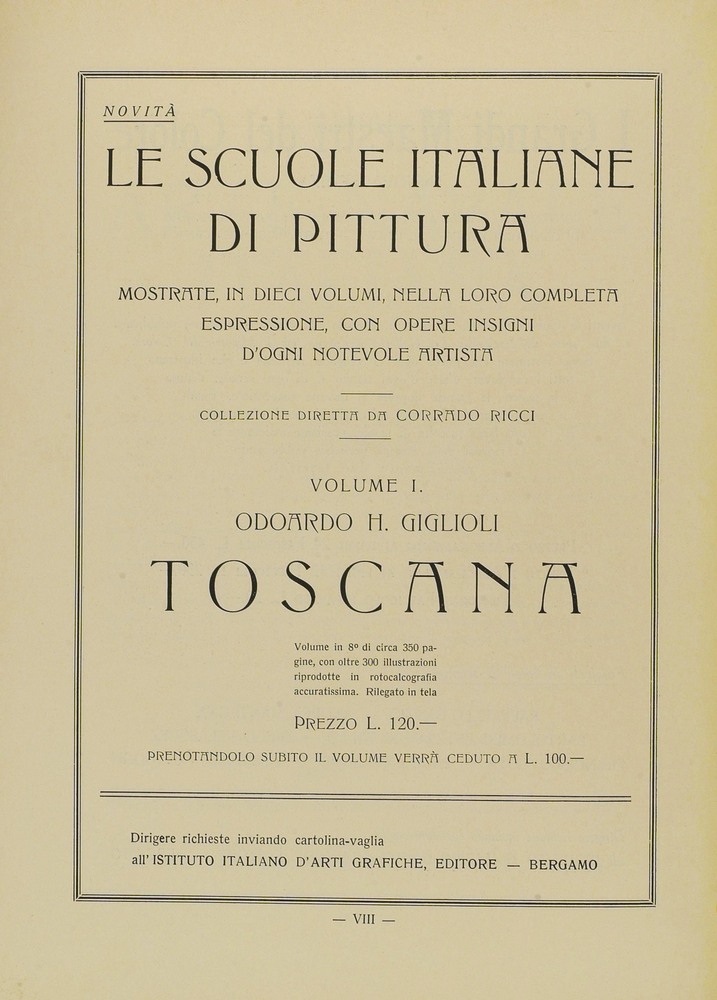 NOVITÀ
LE SCUOLE ITALIANE
DI PITTURA
MOSTRATE, IN DIECI VOLUMI, NELLA LORO COMPLETA
ESPRESSIONE, CON OPERE INSIGNI
D'OGNI NOTEVOLE ARTISTA
COLLEZIONE DIRETTA DA CORRADO RICCI
VOLUME I.
ODOARDO H. GIGLIOLI
TOSCANA
Volume in 8º di circa 350 pa-
gine, con oltre 300 illustrazioni
riprodotte in rotocalcografia
accuratissima. Rilegato in tela
PREZZO L. 120.—
PRENOTANDOLO SUBITO IL VOLUME VERRÀ CEDUTO A L. 100.—
Dirigere richieste inviando cartolina-vaglia
all' ISTITUTO ITALIANO D'ARTI GRAFICHE, EDITORE — BERGAMO
— VIII —